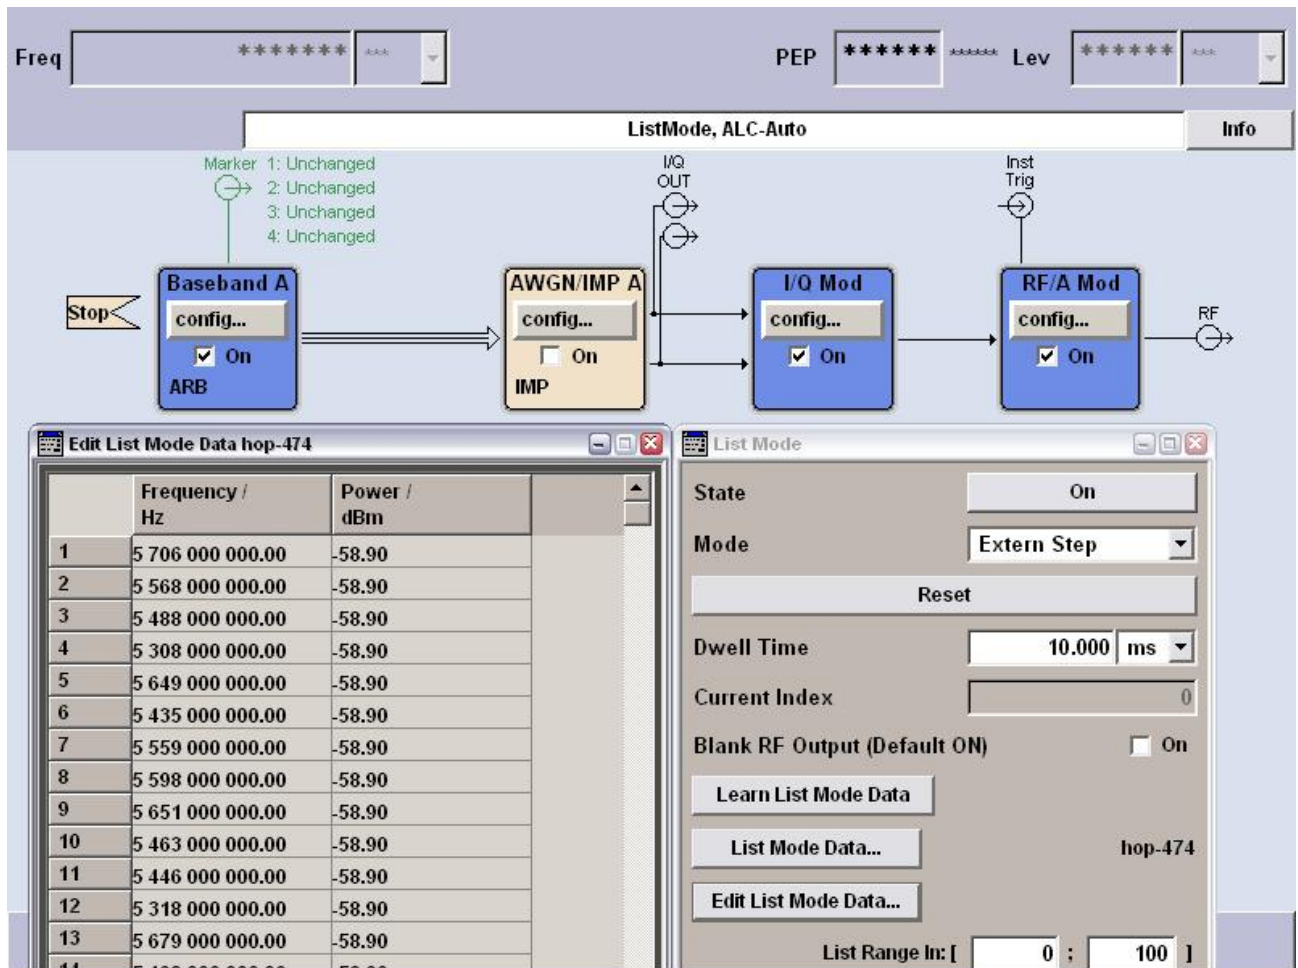 Freq ******* *** PEP ****** ****** Lev ****** ***
ListMode, ALC-Auto Info
Marker 1: Unchanged
2: Unchanged
3: Unchanged
4: Unchanged
I/Q
OUT
Inst
Trig
Stop
Baseband A
config...
On
ARB
AWGN/IMP A
config...
On
IMP
I/Q Mod
config...
On
RF/A Mod
config...
On
RF
Edit List Mode Data hop-474
Frequency / Power /
Hz dBm
1 5 706 000 000.00 -58.90
2 5 568 000 000.00 -58.90
3 5 488 000 000.00 -58.90
4 5 308 000 000.00 -58.90
5 5 649 000 000.00 -58.90
6 5 435 000 000.00 -58.90
7 5 559 000 000.00 -58.90
8 5 598 000 000.00 -58.90
9 5 651 000 000.00 -58.90
10 5 463 000 000.00 -58.90
11 5 446 000 000.00 -58.90
12 5 318 000 000.00 -58.90
13 5 679 000 000.00 -58.90
List Mode
State On
Mode Extern Step
Reset
Dwell Time 10.000 ms
Current Index 0
Blank RF Output (Default ON) On
Learn List Mode Data
List Mode Data... hop-474
Edit List Mode Data...
List Range In: [ 0 ; 100 ]